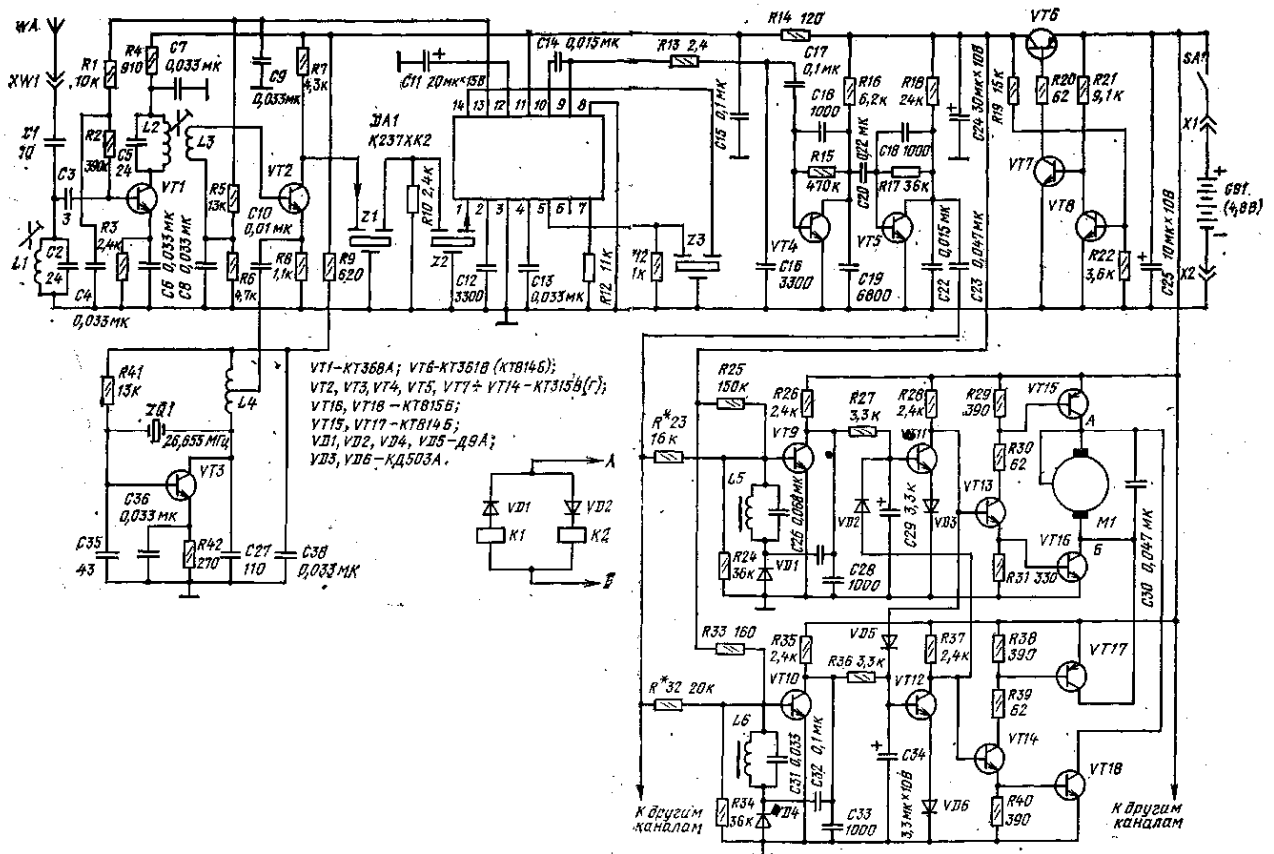 WA
XW1
R1
10к
R4
910
C7
0,033мк
C9
0,033мк
R7
4,3к
C11 20мк×15В
C14 0,015мк
R13 2,4
R14 120
C17
0,1мк
VT6
SA1
X1
10
R2
390к
C3
3
C5
24
L2
L3
VT1
VT2
R5
13к
C10
0,01мк
L1
C2
24
C4
0,033мк
R3
2,4к
C6 0,033мк
C8 0,033мк
R6
4,7к
R8
1,1к
R9
620
14 13 12 11 10 9 8
DA1
К237ХК2
1 2 3 4 5 6 7
Z1
R10 2,4к
Z2
C12
3300
C13
0,033мк
R12 11к
R12
1к
Z3
C15 0,1мк
R16
6,2к
C18
1000
R15
470к
C20 0,22мк
R18
24к
C18 1000
R17 36к
C24 30мк×10В
R19 15к
R20
62
R21
9,1к
X1
VT7
VT8
GB1
(4,8В)
R22
3,6к
C25 10мк×10В
X2
VT4
C16
3300
VT5
C19
6800
C22 0,015мк
C23 0,047мк
VT1-КТ368А; VT6-КТ361В (КТ814Б);
VT2, VT3, VT4, VT5, VT7÷VT14-КТ315В(Г);
VT16, VT18-КТ815Б;
VT15, VT17-КТ814Б;
VD1, VD2, VD4, VD5-Д9А;
VD3, VD6-КД503А.
R41
13к
ZQ1
26,655 МГц
L4
VT3
C36
0,033мк
C35
43
R42
270
C27
110
C38
0,033мк
VD1
K1
VD2
K2
А
Б
R25
150к
R*23
16к
R26
2,4к
R27
3,3к
R28
2,4к
R29
390
VT15
А
VT9
VT11
R30
62
VT13
L5
C26 0,068мк
VD2
C29 3,3к
VD3
M1
VT16
Б
R24
36к
VD1
C28
1000
R31 330
C30 0,047мк
R33 160
R35
2,4к
VD5
R36 3,3к
R37
2,4к
R38
390
VT17
R*32 20к
VT10
VT12
R39
62
L6
C31 0,033
C32 0,1мк
C34
3,3мк×10В
VT14
VT18
R34
36к
VD4
C33
1000
VD6
R40
390
К другим
каналам
К другим
каналам